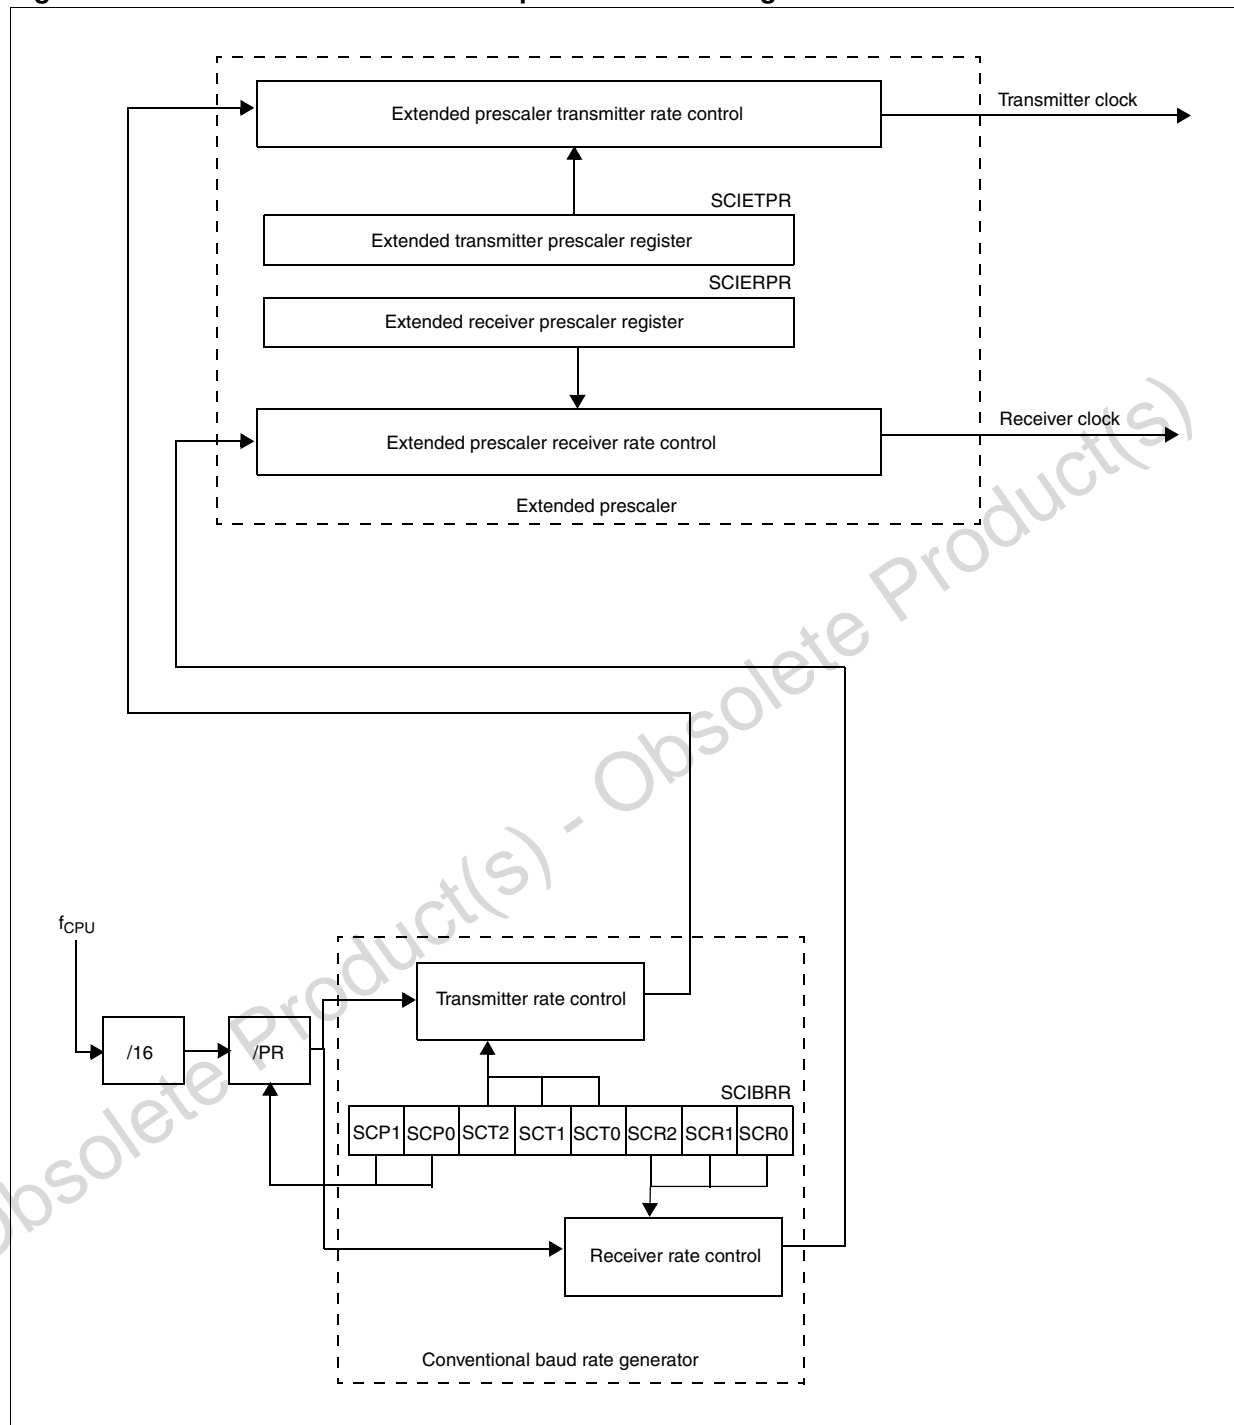 Extended prescaler transmitter rate control
Transmitter clock
SCIETPR
Extended transmitter prescaler register
SCIERPR
Extended receiver prescaler register
Extended prescaler receiver rate control
Receiver clock
Extended prescaler
fCPU
Transmitter rate control
/16
/PR
SCIBRR
SCP1 SCP0 SCT2 SCT1 SCT0 SCR2 SCR1 SCR0
Receiver rate control
Conventional baud rate generator
Obsolete Product(s) - Obsolete Product(s)